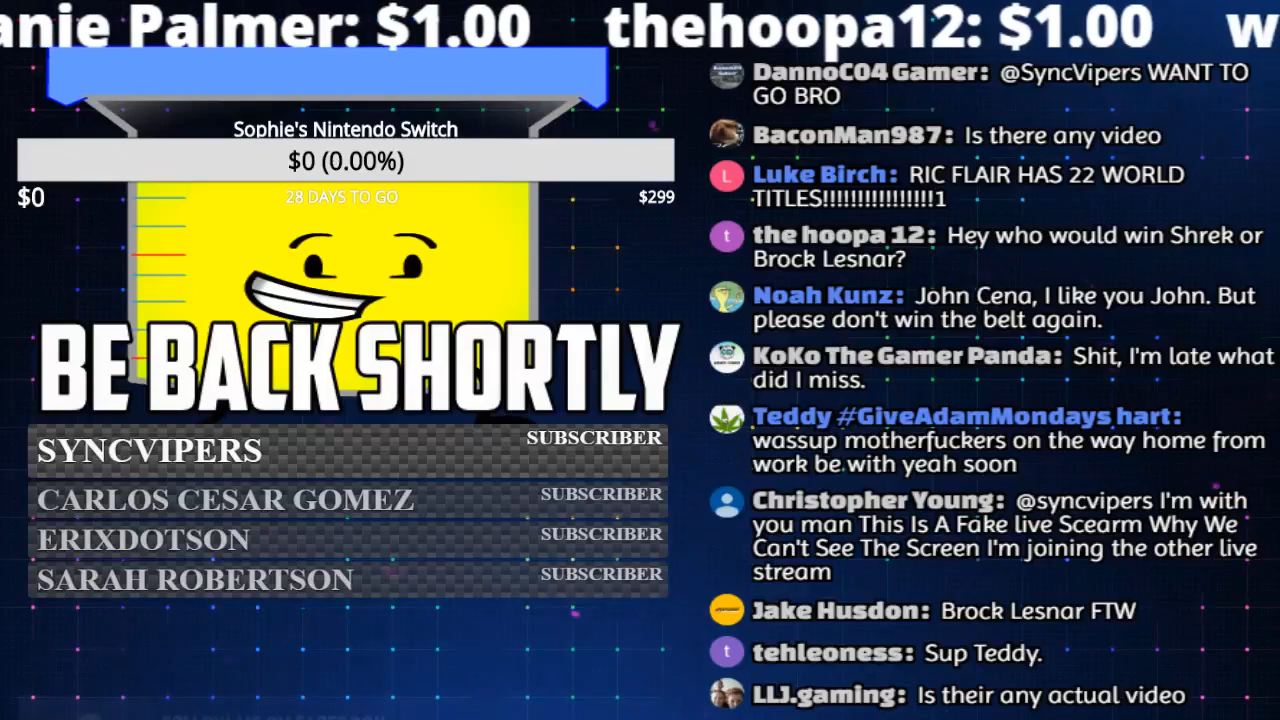 anie Palmer: $1.00 thehoopa12: $1.00 w
Sophie's Nintendo Switch
$0 (0.00%)
$0 28 DAYS TO GO $299
BE BACK SHORTLY
SYNCVIPERS SUBSCRIBER
CARLOS CESAR GOMEZ SUBSCRIBER
ERIXDOTSON SUBSCRIBER
SARAH ROBERTSON SUBSCRIBER
DannoC04 Gamer: @SyncVipers WANT TO
GO BRO
BaconMan987: Is there any video
L Luke Birch: RIC FLAIR HAS 22 WORLD
TITLES!!!!!!!!!!!!!!!!!1
t the hoopa 12: Hey who would win Shrek or
Brock Lesnar?
Noah Kunz: John Cena, I like you John. But
please don't win the belt again.
KoKo The Gamer Panda: Shit, I'm late what
did I miss.
Teddy #GiveAdamMondays hart:
wassup motherfuckers on the way home from
work be with yeah soon
Christopher Young: @syncvipers I'm with
you man This Is A Fake live Scearm Why We
Can't See The Screen I'm joining the other live
stream
Jake Husdon: Brock Lesnar FTW
t tehleoness: Sup Teddy.
LLJ.gaming: Is their any actual video